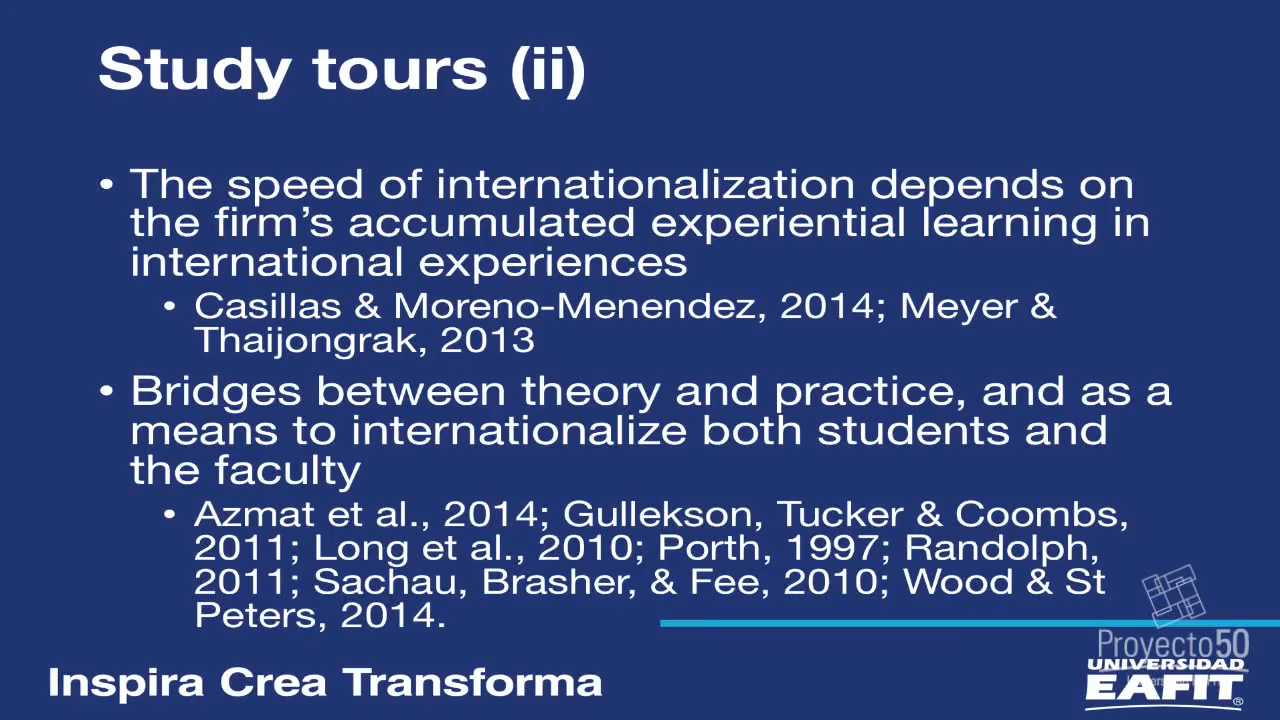 Study tours (ii)
• The speed of internationalization depends on
the firm's accumulated experiential learning in
international experiences
• Casillas & Moreno-Menendez, 2014; Meyer &
Thaijongrak, 2013
• Bridges between theory and practice, and as a
means to internationalize both students and
the faculty
• Azmat et al., 2014; Gullekson, Tucker & Coombs,
2011; Long et al., 2010; Porth, 1997; Randolph,
2011; Sachau, Brasher, & Fee, 2010; Wood & St
Peters, 2014.
Proyecto50
UNIVERSIDAD
EAFIT®
Inspira Crea Transforma